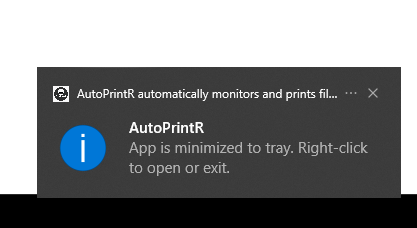 AutoPrintR automatically monitors and prints fil...
AutoPrintR
App is minimized to tray. Right-click
to open or exit.